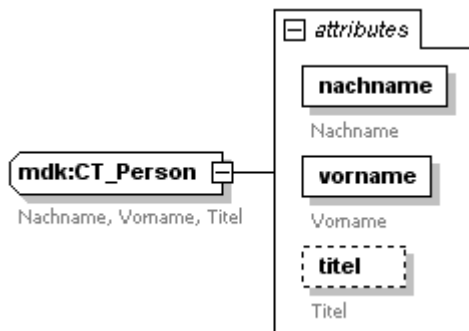 attributes
nachname
Nachname
mdk:CT_Person
Nachname, Vorname, Titel
vorname
Vorname
titel
Titel